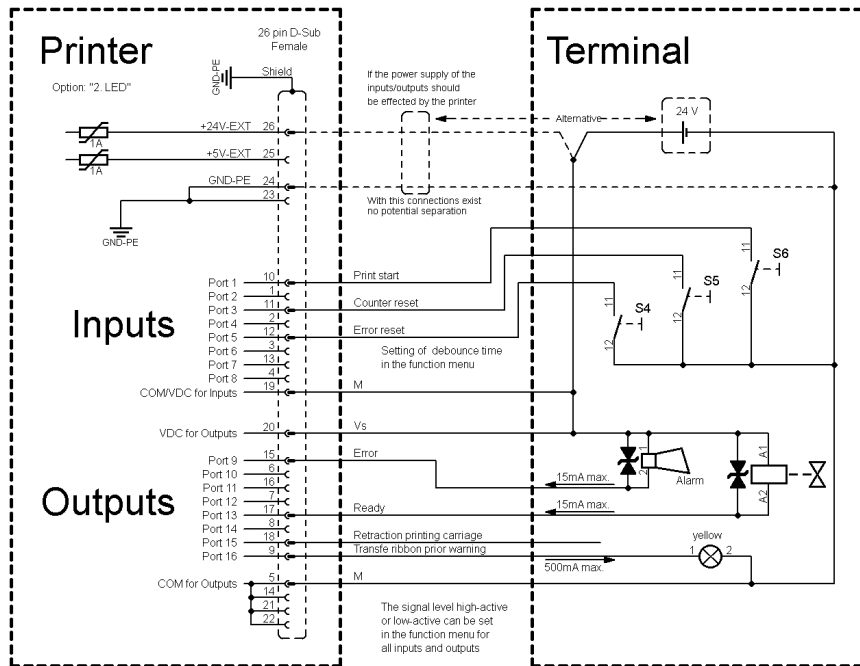 Printer
26 pin D-Sub
Female
Terminal
Shield
GND-PE
Option: "2. LED"
If the power supply of the
inputs/outputs should
be effected by the printer
24 V
Alternative
+24V-EXT 26
1A
+5V-EXT 25
1A
GND-PE 24
23
GND-PE
With this connections exist
no potential separation
Inputs
Port 1 10 Print start
Port 2 1
Port 3 11 Counter reset
Port 4 2
Port 5 12 Error reset
Port 6 3
Port 7 13
Port 8 4
COM/VDC for Inputs 19 M
Setting of debounce time
in the function menu
11 S6 12
11 S5 12
11 S4 12
VDC for Outputs 20 Vs
Outputs
Port 9 15 Error
Port 10 6
Port 11 16
Port 12 7
Port 13 17 Ready
Port 14 8
Port 15 18 Retraction printing carriage
Port 16 9 Transfe ribbon prior warning
COM for Outputs 5 M
14
21
22
15mA max.
15mA max.
500mA max.
1
2
Alarm
A1
A2
yellow
1 2
The signal level high-active
or low-active can be set
in the function menu for
all inputs and outputs